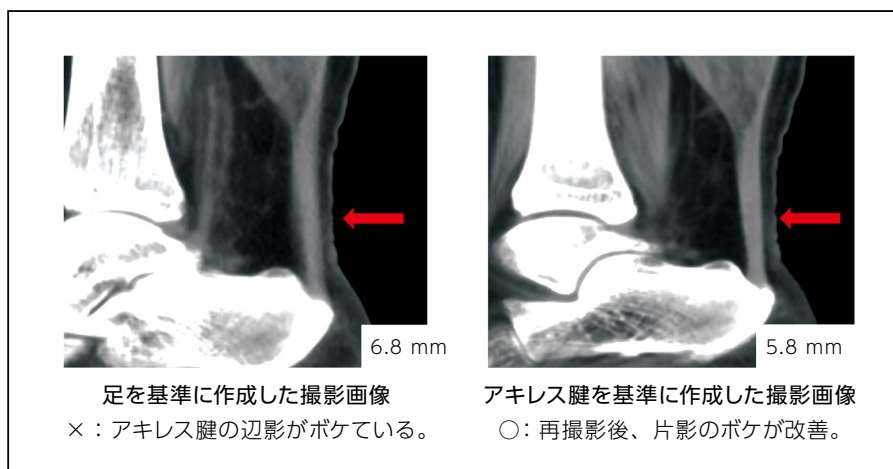 6.8 mm
5.8 mm
足を基準に作成した撮影画像
×：アキレス腱の辺影がボケている。
アキレス腱を基準に作成した撮影画像
○：再撮影後、片影のボケが改善。